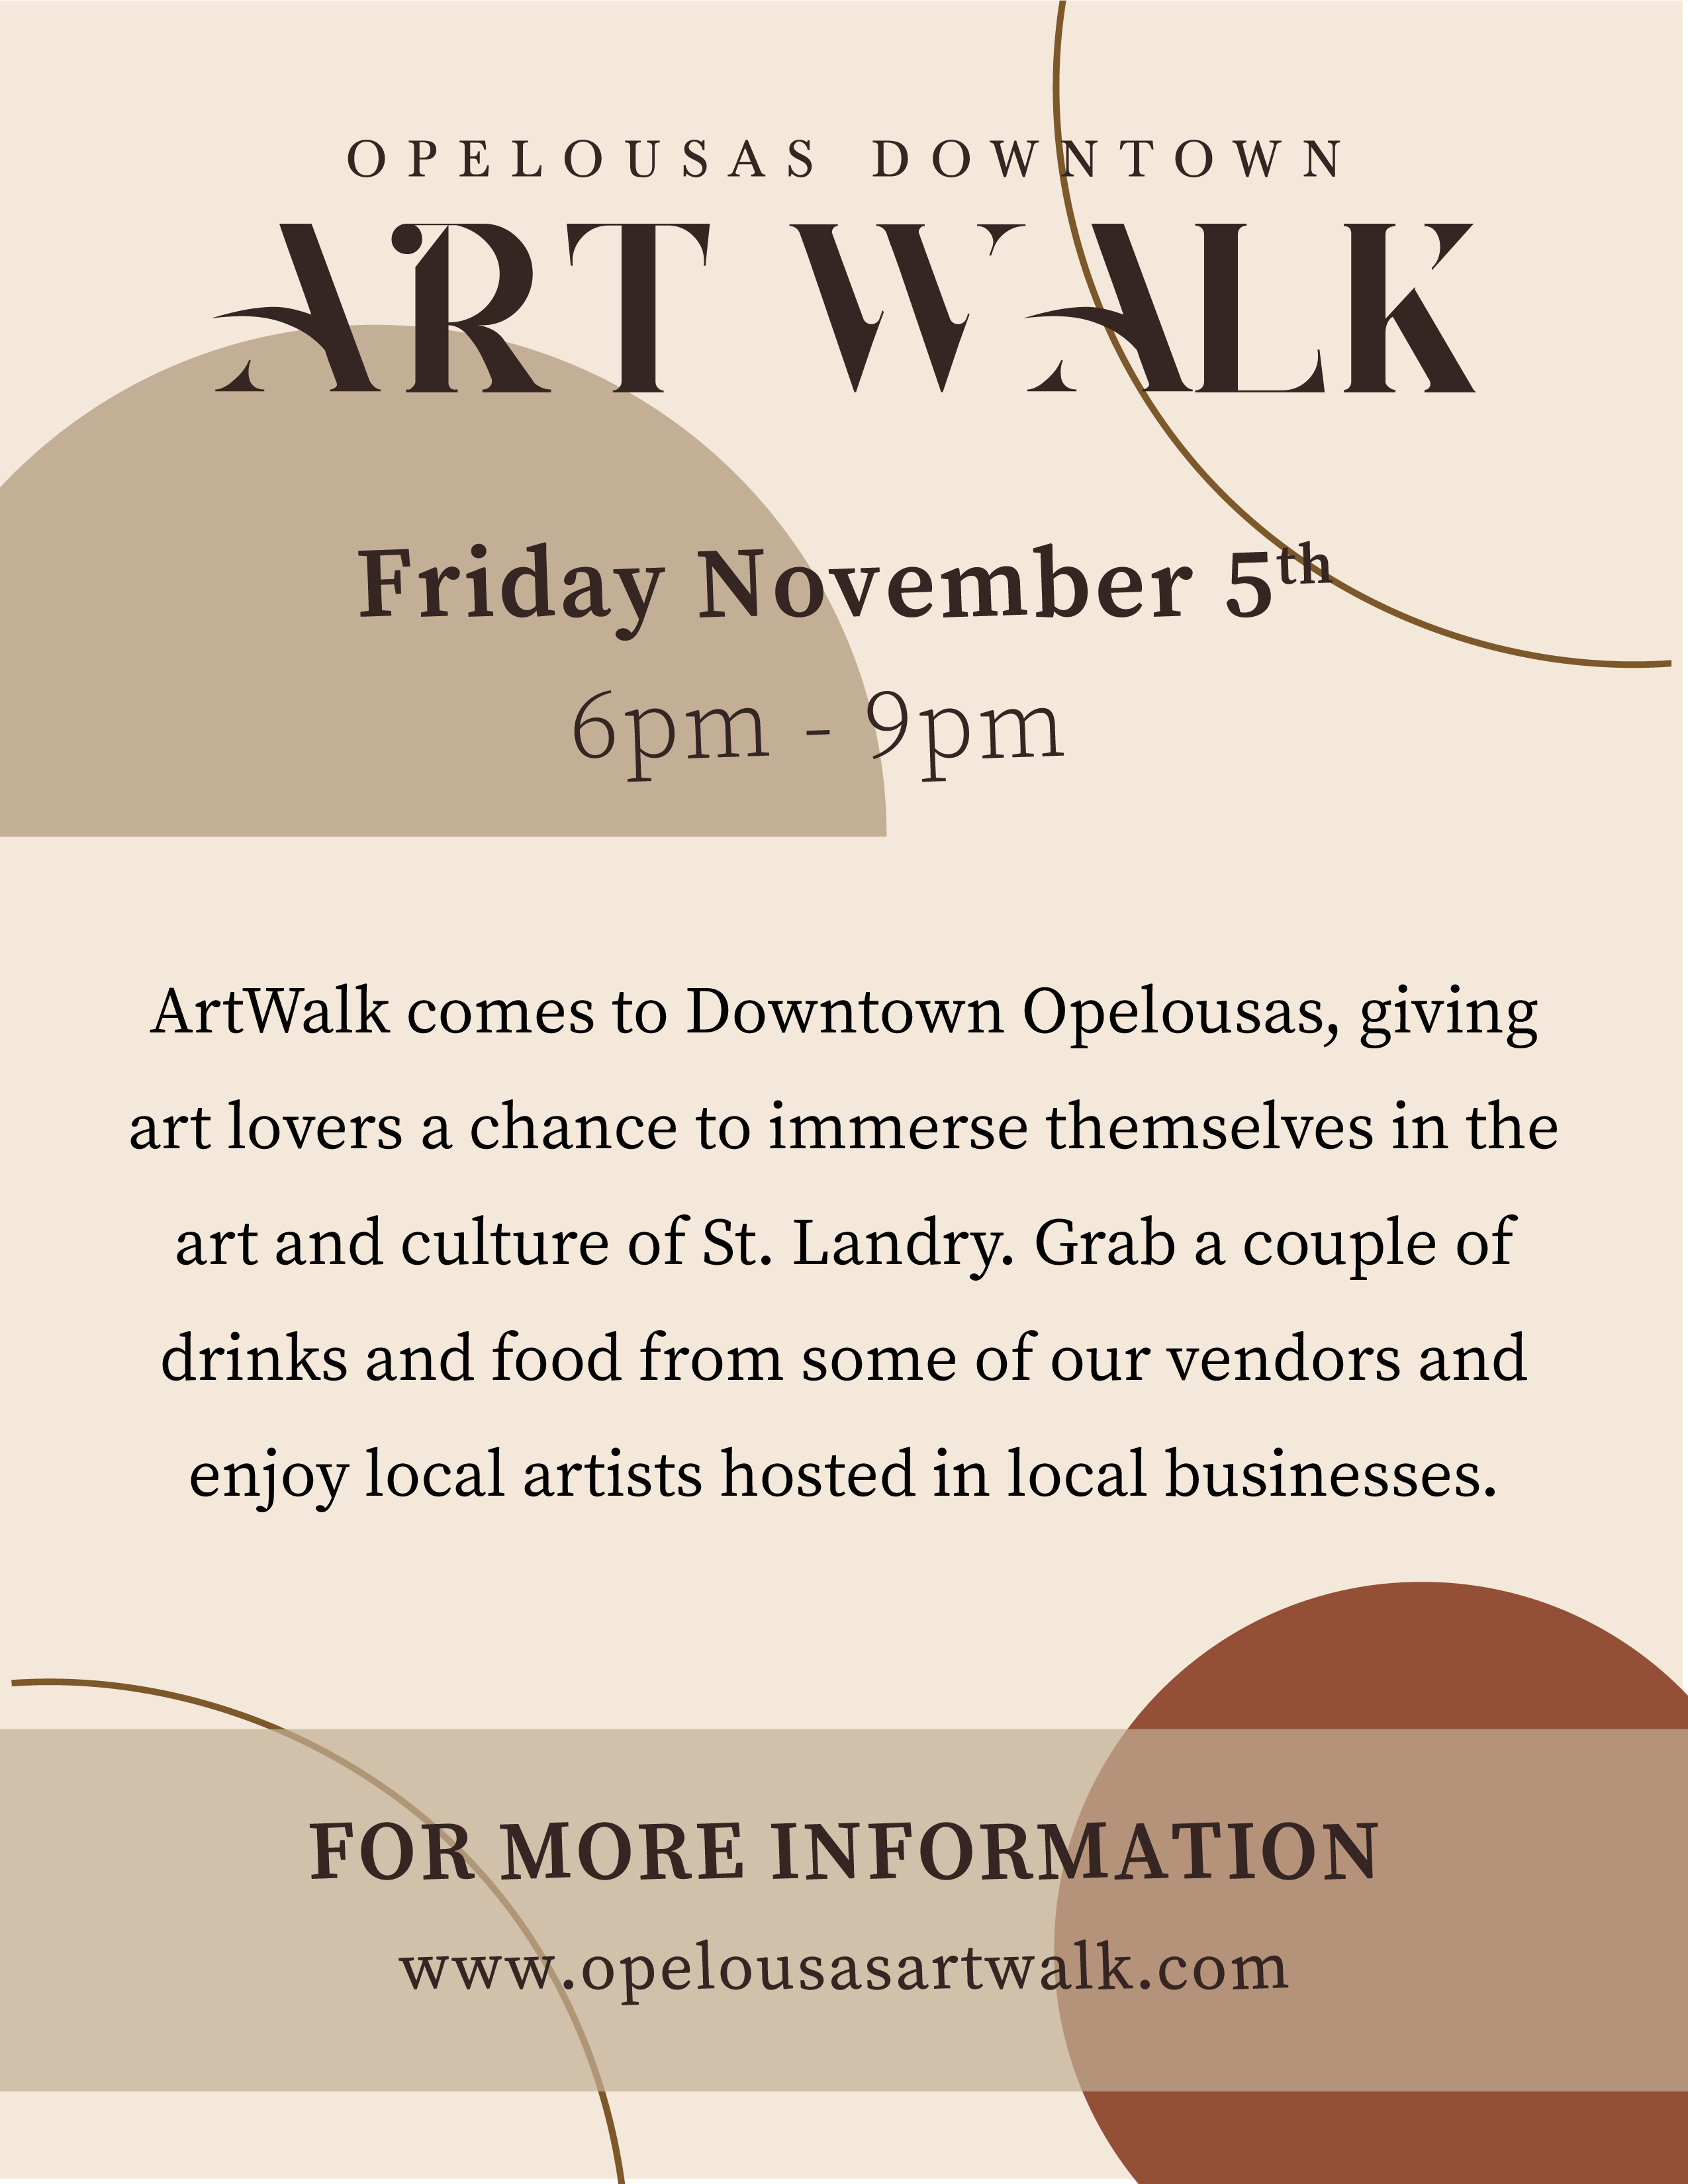 OPELOUSAS DOWNTOWN
ART WALK
Friday November 5th
6pm - 9pm
ArtWalk comes to Downtown Opelousas, giving
art lovers a chance to immerse themselves in the
art and culture of St. Landry. Grab a couple of
drinks and food from some of our vendors and
enjoy local artists hosted in local businesses.
FOR MORE INFORMATION
www.opelousasartwalk.com